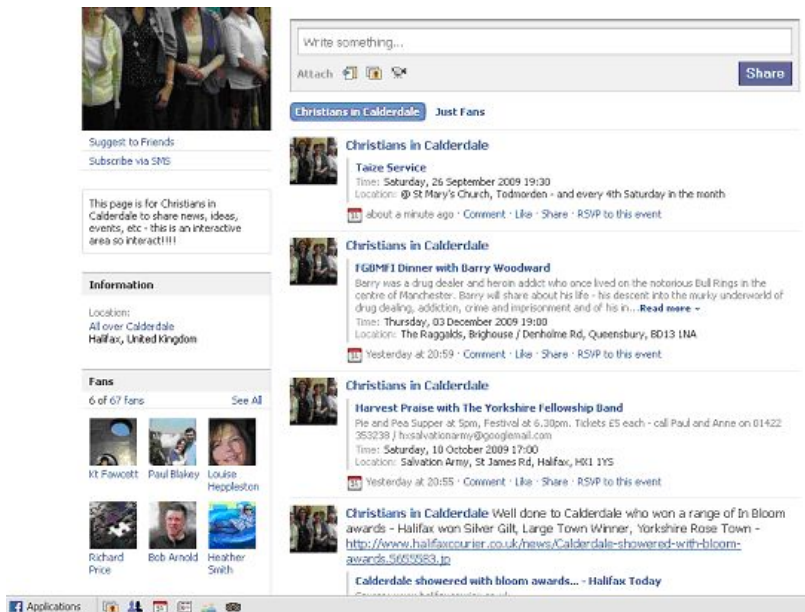 Write something...
Attach
Share
Christians in Calderdale
Just Fans
Suggest to Friends
Subscribe via SMS
This page is for Christians in
Calderdale to share news, ideas,
events, etc - this is an interactive
area so interact!!!!
Information
Location:
All over Calderdale
Halifax, United Kingdom
Fans
6 of 67 fans
See All
Kt Fawcett
Paul Blakey
Louise
Heppleston
Richard
Price
Bob Arnold
Heather
Smith
Christians in Calderdale
Taize Service
Time: Saturday, 26 September 2009 19:30
Location: @ St Mary's Church, Todmorden - and every 4th Saturday in the month
31 about a minute ago · Comment · Like · Share · RSVP to this event
Christians in Calderdale
FGBMFI Dinner with Barry Woodward
Barry was a drug dealer and heroin addict who once lived on the notorious Bull Rings in the
centre of Manchester. Barry will share about his life - his descent into the murky underworld of
drug dealing, addiction, crime and imprisonment and of his in...Read more
Time: Thursday, 03 December 2009 19:00
Location: The Raggalds, Brighouse / Denholme Rd, Queensbury, BD13 1NA
31 Yesterday at 20:59 · Comment · Like · Share · RSVP to this event
Christians in Calderdale
Harvest Praise with The Yorkshire Fellowship Band
Pie and Pea Supper at 5pm, Festival at 6.30pm. Tickets £5 each - call Paul and Anne on 01422
353238 / hxsalvationarmy@googlemail.com
Time: Saturday, 10 October 2009 17:00
Location: Salvation Army, St James Rd, Halifax, HX1 1YS
31 Yesterday at 20:55 · Comment · Like · Share · RSVP to this event
Christians in Calderdale Well done to Calderdale who won a range of In Bloom
awards - Halifax won Silver Gilt, Large Town Winner, Yorkshire Rose Town -
http://www.halifaxcourier.co.uk/news/Calderdale-showered-with-bloom-
awards.5655583.jp
Calderdale showered with bloom awards... - Halifax Today
Applications